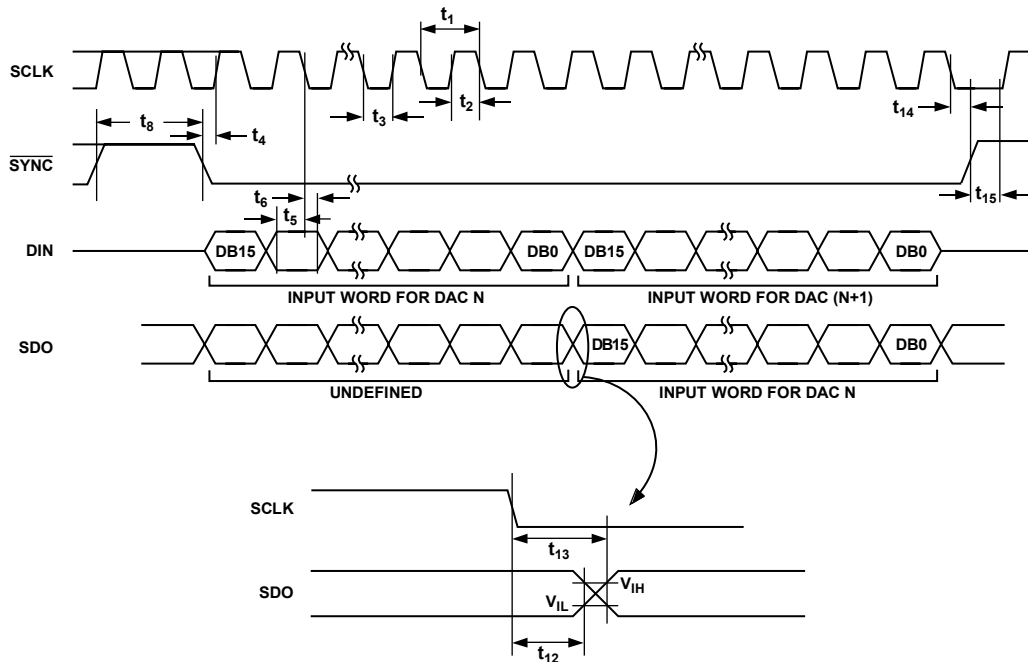 t1
SCLK
t2
t3
t14
t8
t4
SYNC
t15
t6
t5
DIN
DB15
DB0
DB15
DB0
INPUT WORD FOR DAC N
INPUT WORD FOR DAC (N+1)
SDO
DB15
DB0
UNDEFINED
INPUT WORD FOR DAC N
SCLK
t13
SDO
VIH
VIL
t12